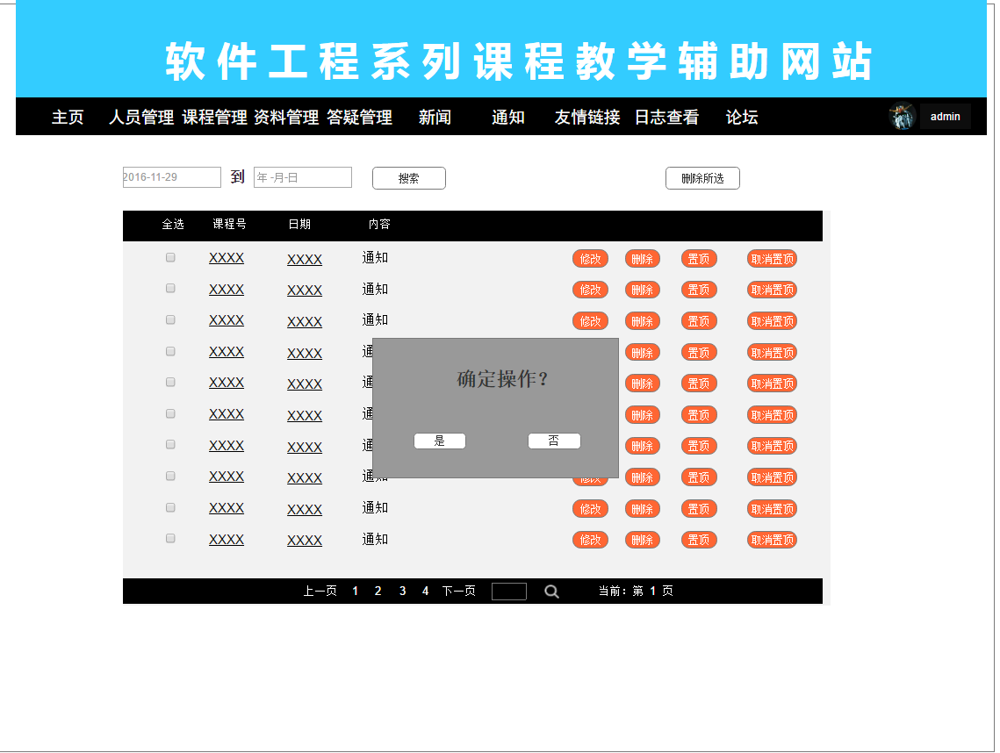 软件工程系列课程教学辅助网站
主页 人员管理 课程管理 资料管理 答疑管理 新闻 通知 友情链接 日志查看 论坛 admin
2016-11-29 到 年-月-日 搜索 删除所选
全选 课程号 日期 内容
XXXX XXXX 通知 修改 删除 置顶 取消置顶
XXXX XXXX 通知 修改 删除 置顶 取消置顶
XXXX XXXX 通知 修改 删除 置顶 取消置顶
XXXX XXXX 通 删除 置顶 取消置顶
确定操作？
XXXX XXXX 通 删除 置顶 取消置顶
XXXX XXXX 通 删除 置顶 取消置顶
是 否
XXXX XXXX 通 删除 置顶 取消置顶
XXXX XXXX 通知 修改 删除 置顶 取消置顶
XXXX XXXX 通知 修改 删除 置顶 取消置顶
XXXX XXXX 通知 修改 删除 置顶 取消置顶
上一页 1 2 3 4 下一页 当前：第 1 页